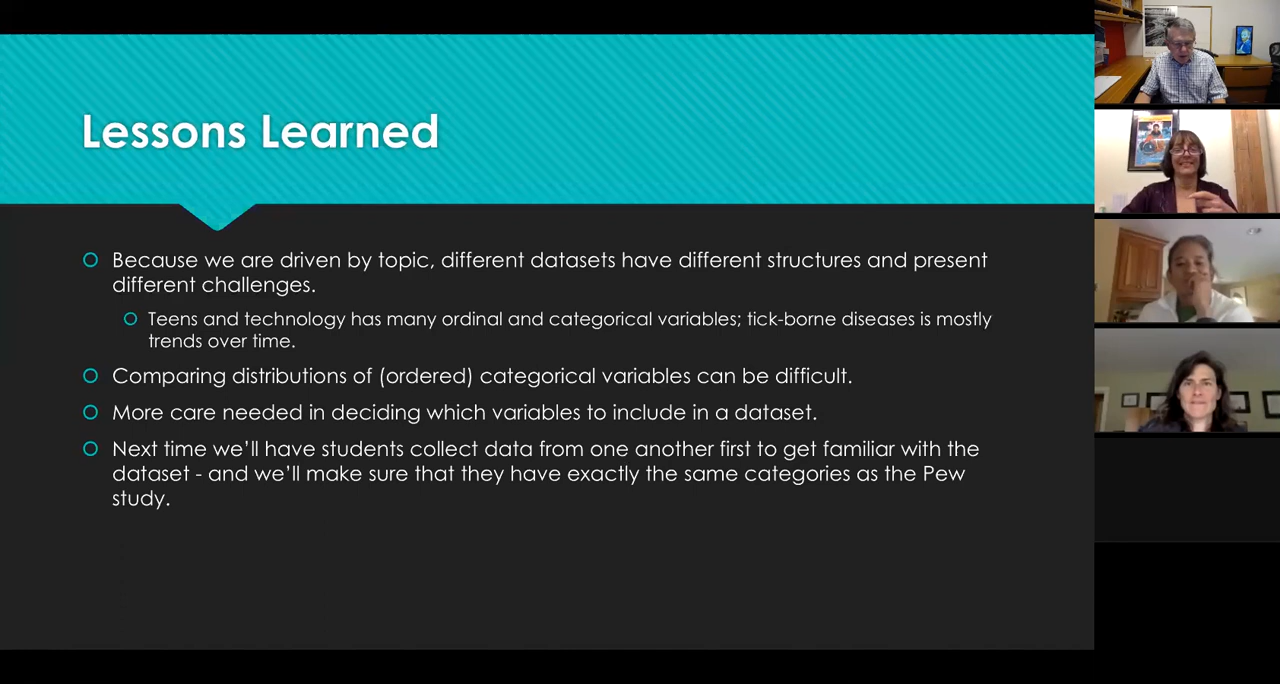 Lessons Learned
Because we are driven by topic, different datasets have different structures and present
different challenges.
Teens and technology has many ordinal and categorical variables; tick-borne diseases is mostly
trends over time.
Comparing distributions of (ordered) categorical variables can be difficult.
More care needed in deciding which variables to include in a dataset.
Next time we’ll have students collect data from one another first to get familiar with the
dataset - and we’ll make sure that they have exactly the same categories as the Pew
study.